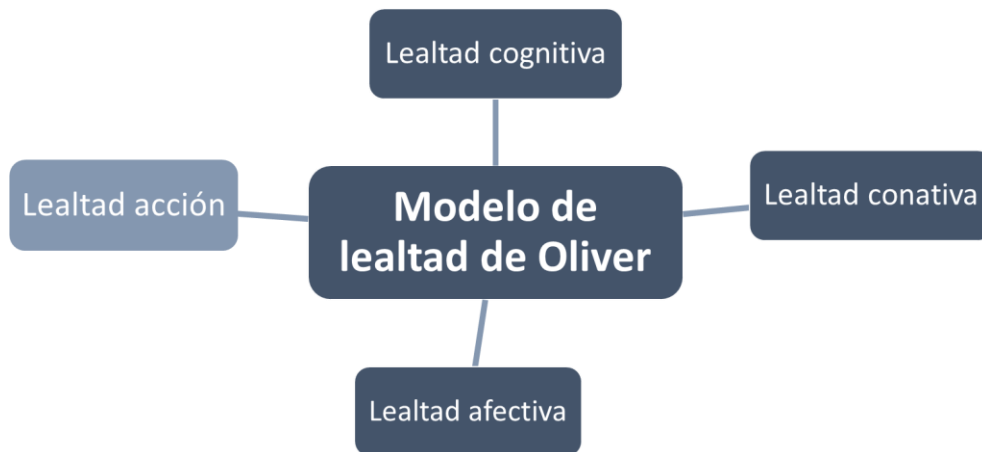 Lealtad cognitiva
Lealtad acción
Modelo de
lealtad de Oliver
Lealtad conativa
Lealtad afectiva